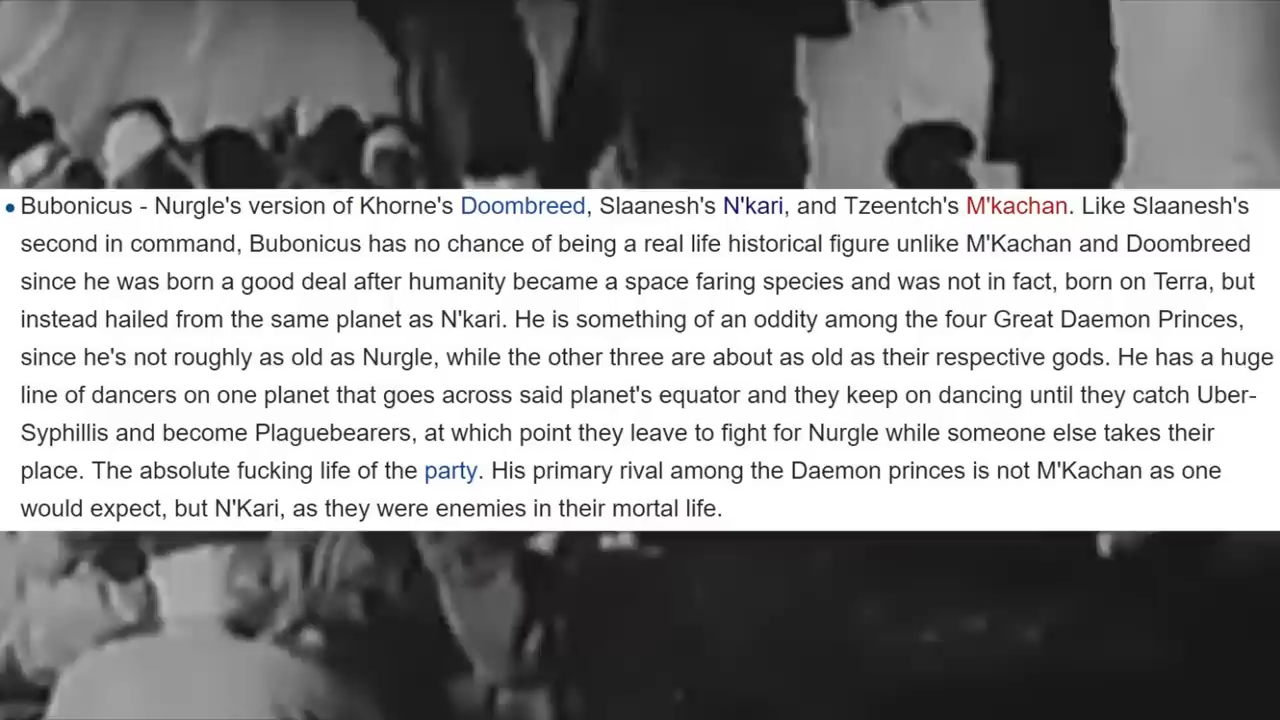 • Bubonicus - Nurgle's version of Khorne's Doombreed, Slaanesh's N'kari, and Tzeentch's M'kachan. Like Slaanesh's
second in command, Bubonicus has no chance of being a real life historical figure unlike M'Kachan and Doombreed
since he was born a good deal after humanity became a space faring species and was not in fact, born on Terra, but
instead hailed from the same planet as N'kari. He is something of an oddity among the four Great Daemon Princes,
since he's not roughly as old as Nurgle, while the other three are about as old as their respective gods. He has a huge
line of dancers on one planet that goes across said planet's equator and they keep on dancing until they catch Uber-
Syphillis and become Plaguebearers, at which point they leave to fight for Nurgle while someone else takes their
place. The absolute fucking life of the party. His primary rival among the Daemon princes is not M'Kachan as one
would expect, but N'Kari, as they were enemies in their mortal life.